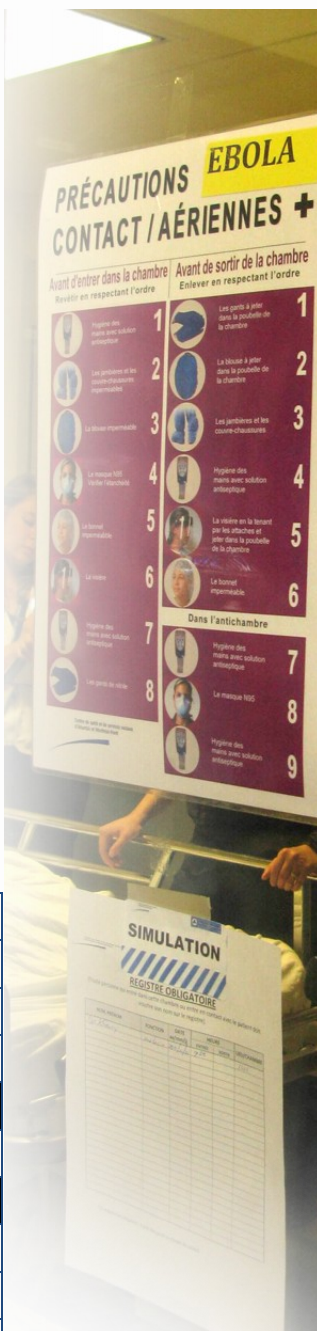 PRÉCAUTIONS EBOLA
CONTACT / AÉRIENNES +
Avant d'entrer dans la chambre
Revêtir en respectant l'ordre
Hygiène des
mains avec solution
antiseptique
1
Les jambières et les
couvre-chaussures
imperméables
2
La blouse imperméable
3
Le masque N95
Vérifier l'étanchéité
4
Le bonnet
imperméable
5
La visière
6
Hygiène des
mains avec solution
antiseptique
7
Les gants de nitrile
8
Avant de sortir de la chambre
Enlever en respectant l'ordre
Les gants à jeter
dans la poubelle de
la chambre
1
La blouse à jeter
dans la poubelle de
la chambre
2
Les jambières et les
couvre-chaussures
3
Hygiène des
mains avec solution
antiseptique
4
La visière en la tenant
par les attaches et
jeter dans la poubelle
de la chambre
5
Le bonnet
imperméable
6
Dans l'antichambre
Hygiène des
mains avec solution
antiseptique
7
Le masque N95
8
Hygiène des
mains avec solution
antiseptique
9
SIMULATION
REGISTRE OBLIGATOIRE
FONCTION
DATE
HEURE